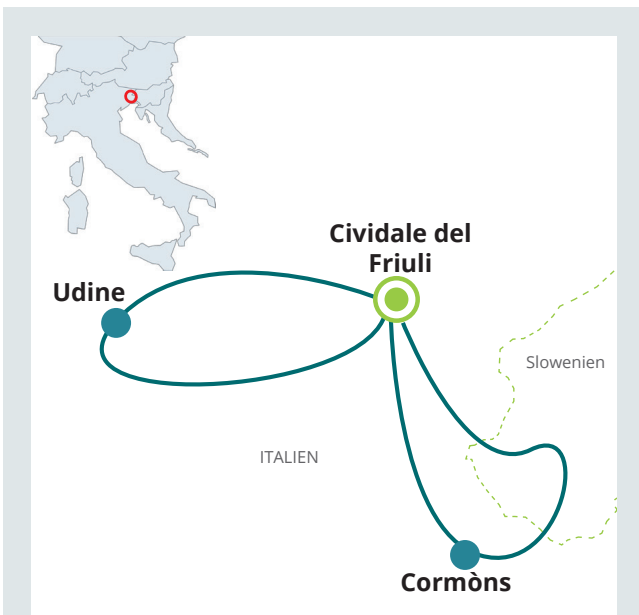 Cividale del
Friuli
Udine
Slowenien
ITALIEN
Cormòns